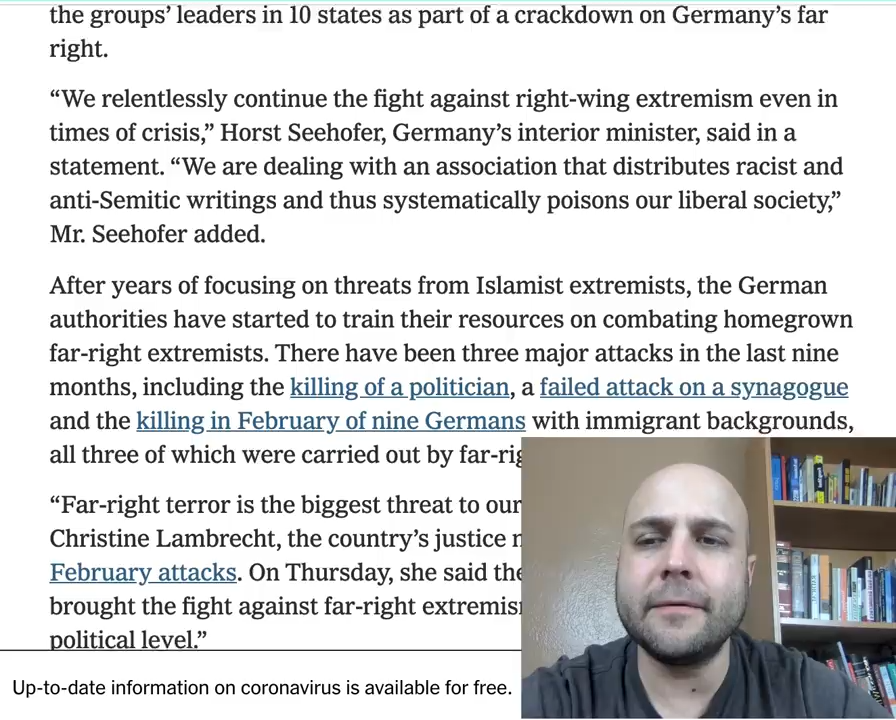 the groups’ leaders in 10 states as part of a crackdown on Germany’s far
right.
“We relentlessly continue the fight against right-wing extremism even in
times of crisis,” Horst Seehofer, Germany’s interior minister, said in a
statement. “We are dealing with an association that distributes racist and
anti-Semitic writings and thus systematically poisons our liberal society,”
Mr. Seehofer added.
After years of focusing on threats from Islamist extremists, the German
authorities have started to train their resources on combating homegrown
far-right extremists. There have been three major attacks in the last nine
months, including the killing of a politician, a failed attack on a synagogue
and the killing in February of nine Germans with immigrant backgrounds,
all three of which were carried out by
“Far-right terror is the biggest threat to our
Christine Lambrecht, the country’s justice
February attacks. On Thursday, she said
brought the fight against far-right
political level.”
Up-to-date information on coronavirus is available for free.